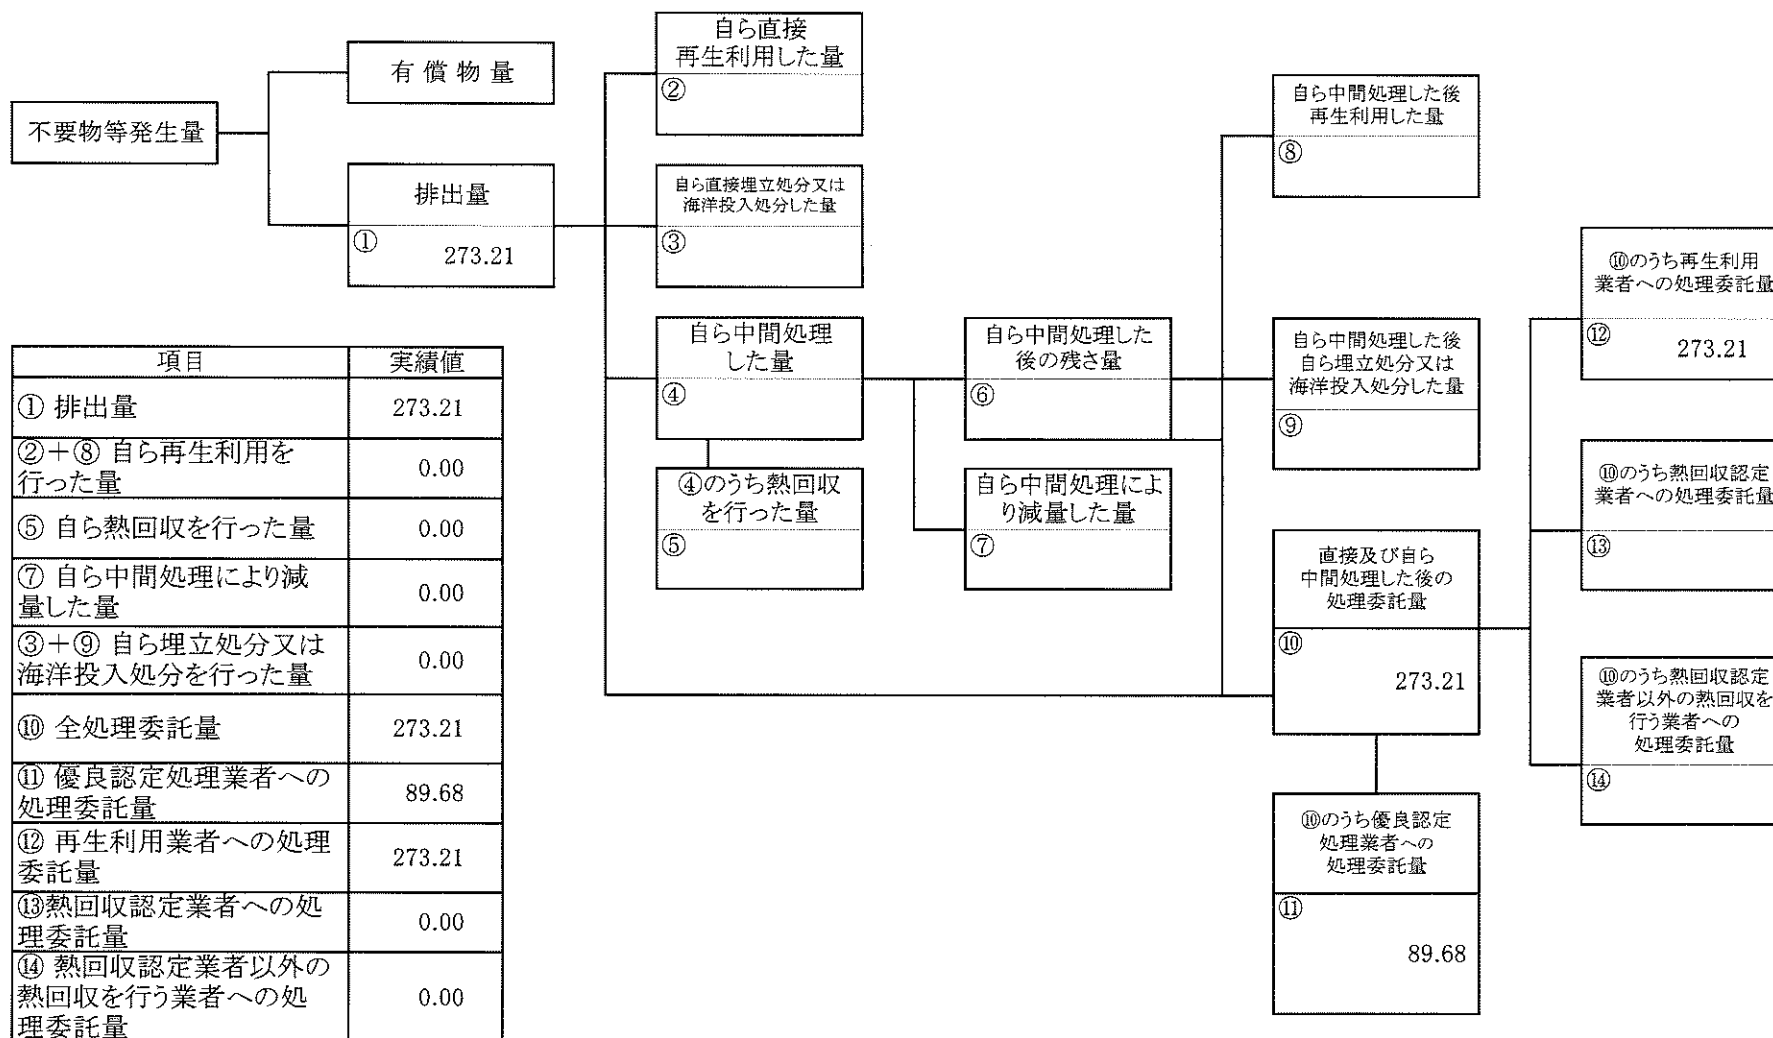 不要物等発生量
有償物量
排出量
①
273.21
自ら直接
再生利用した量
②
自ら直接埋立処分又は
海洋投入処分した量
③
自ら中間処理
した量
④
④のうち熱回収
を行った量
⑤
自ら中間処理した
後の残さ量
⑥
自ら中間処理によ
り減量した量
⑦
自ら中間処理した後
再生利用した量
⑧
自ら中間処理した後
自ら埋立処分又は
海洋投入処分した量
⑨
直接及び自ら
中間処理した後の
処理委託量
⑩
273.21
⑩のうち優良認定
処理業者への
処理委託量
⑪
89.68
⑩のうち再生利用
業者への処理委託量
⑫
273.21
⑩のうち熱回収認定
業者への処理委託量
⑬
⑩のうち熱回収認定
業者以外の熱回収を
行う業者への
処理委託量
⑭
項目 実績値
① 排出量 273.21
②+⑧ 自ら再生利用を
行った量 0.00
⑤ 自ら熱回収を行った量 0.00
⑦ 自ら中間処理により減
量した量 0.00
③+⑨ 自ら埋立処分又は
海洋投入処分を行った量 0.00
⑩ 全処理委託量 273.21
⑪ 優良認定処理業者への
処理委託量 89.68
⑫ 再生利用業者への処理
委託量 273.21
⑬熱回収認定業者への処
理委託量 0.00
⑭ 熱回収認定業者以外の
熱回収を行う業者への処
理委託量 0.00